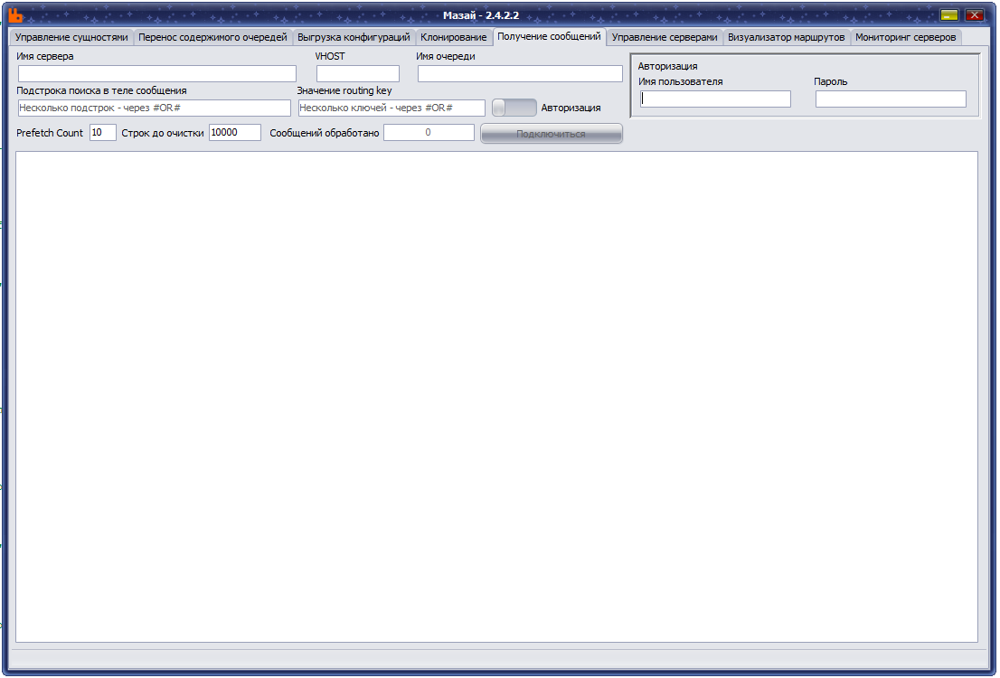 Мазай - 2.4.2.2
Управление сущностями Перенос содержимого очередей Выгрузка конфигураций Клонирование Получение сообщений Управление серверами Визуализатор маршрутов Мониторинг серверов
Имя сервера VHOST Имя очереди
Авторизация
Имя пользователя Пароль
Подстрока поиска в теле сообщения Значение routing key
Несколько подстрок - через #OR# Несколько ключей - через #OR# Авторизация
Prefetch Count 10 Строк до очистки 10000 Сообщений обработано 0 Подключиться